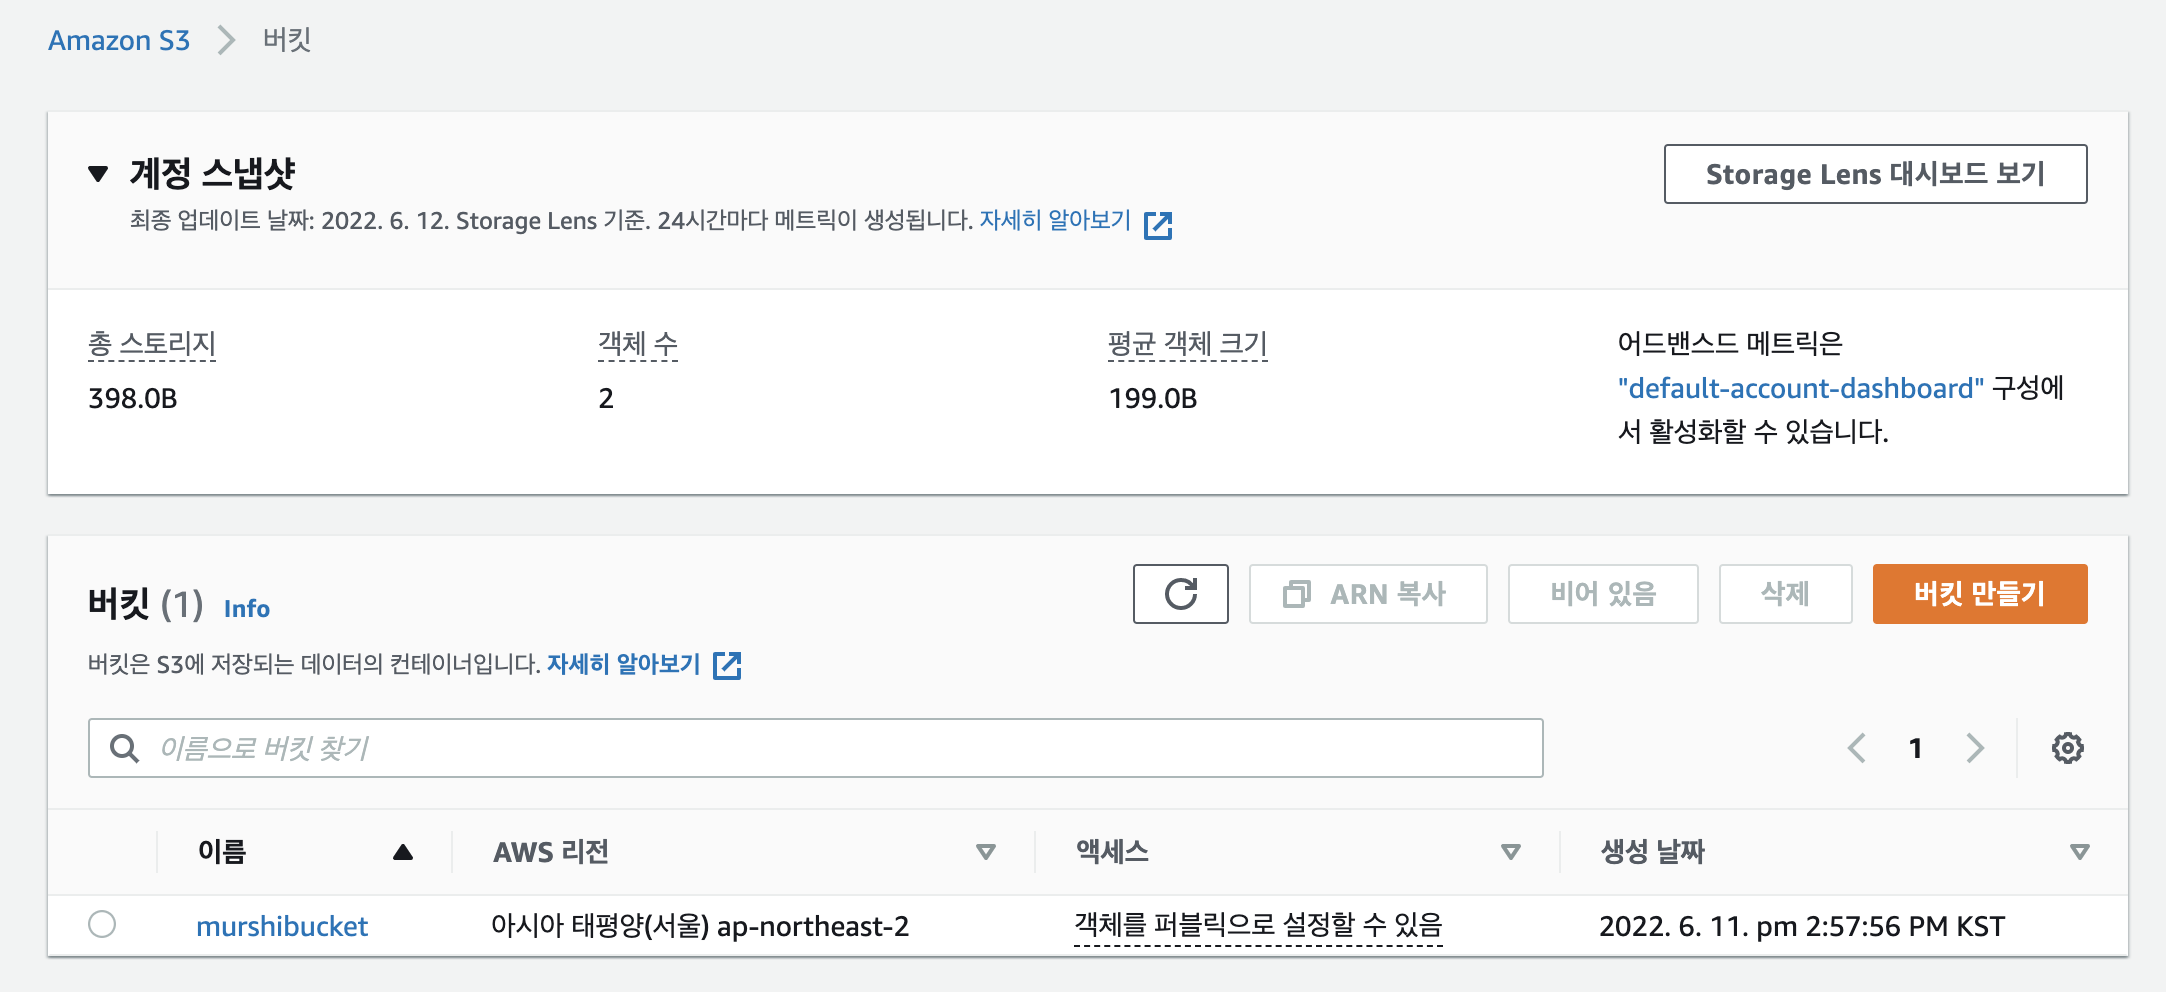 Amazon S3 > 버킷
계정 스냅샷
Storage Lens 대시보드 보기
최종 업데이트 날짜: 2022. 6. 12. Storage Lens 기준. 24시간마다 메트릭이 생성됩니다. 자세히 알아보기
총 스토리지
398.0B
객체 수
2
평균 객체 크기
199.0B
어드밴스드 메트릭은
"default-account-dashboard" 구성에
서 활성화할 수 있습니다.
버킷 (1) Info
ARN 복사
비어 있음
삭제
버킷 만들기
버킷은 S3에 저장되는 데이터의 컨테이너입니다. 자세히 알아보기
이름으로 버킷 찾기
1
이름 AWS 리전 액세스 생성 날짜
murshibucket 아시아 태평양(서울) ap-northeast-2 객체를 퍼블릭으로 설정할 수 있음 2022. 6. 11. pm 2:57:56 PM KST